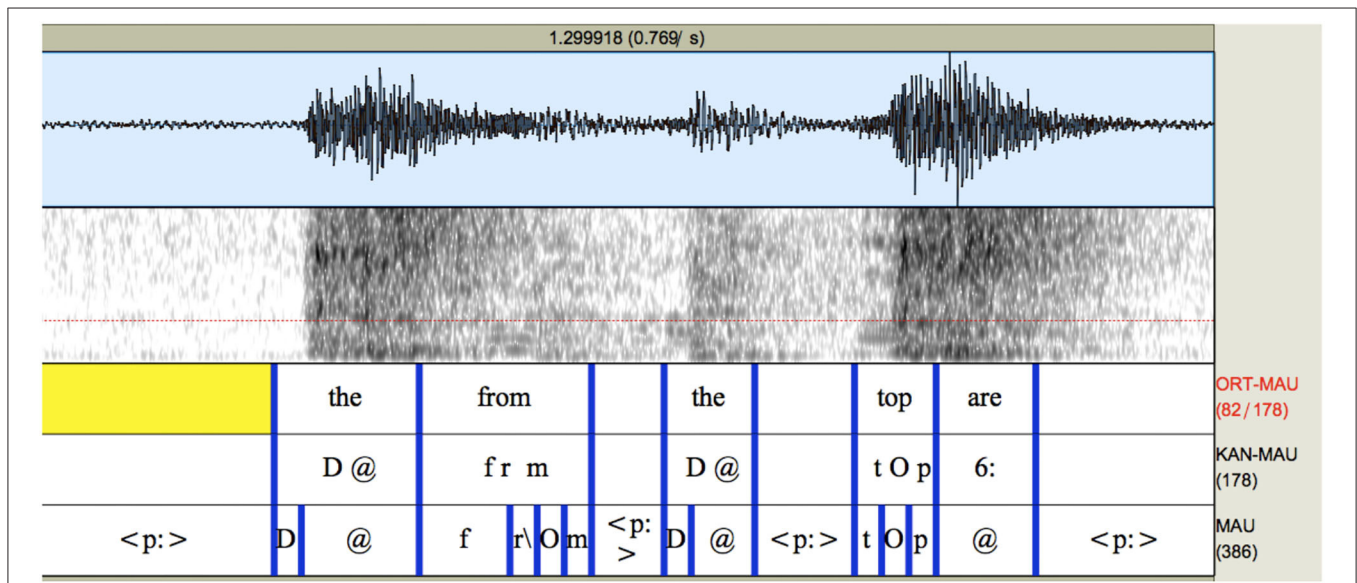 1.299918 (0.769/ s)
the from the top are
ORT-MAU
(82/178)
D @ f r m D @ t O p 6:
KAN-MAU
(178)
<p:> D @ f r\ O m <p:> D @ <p:> t O p @ <p:>
MAU
(386)